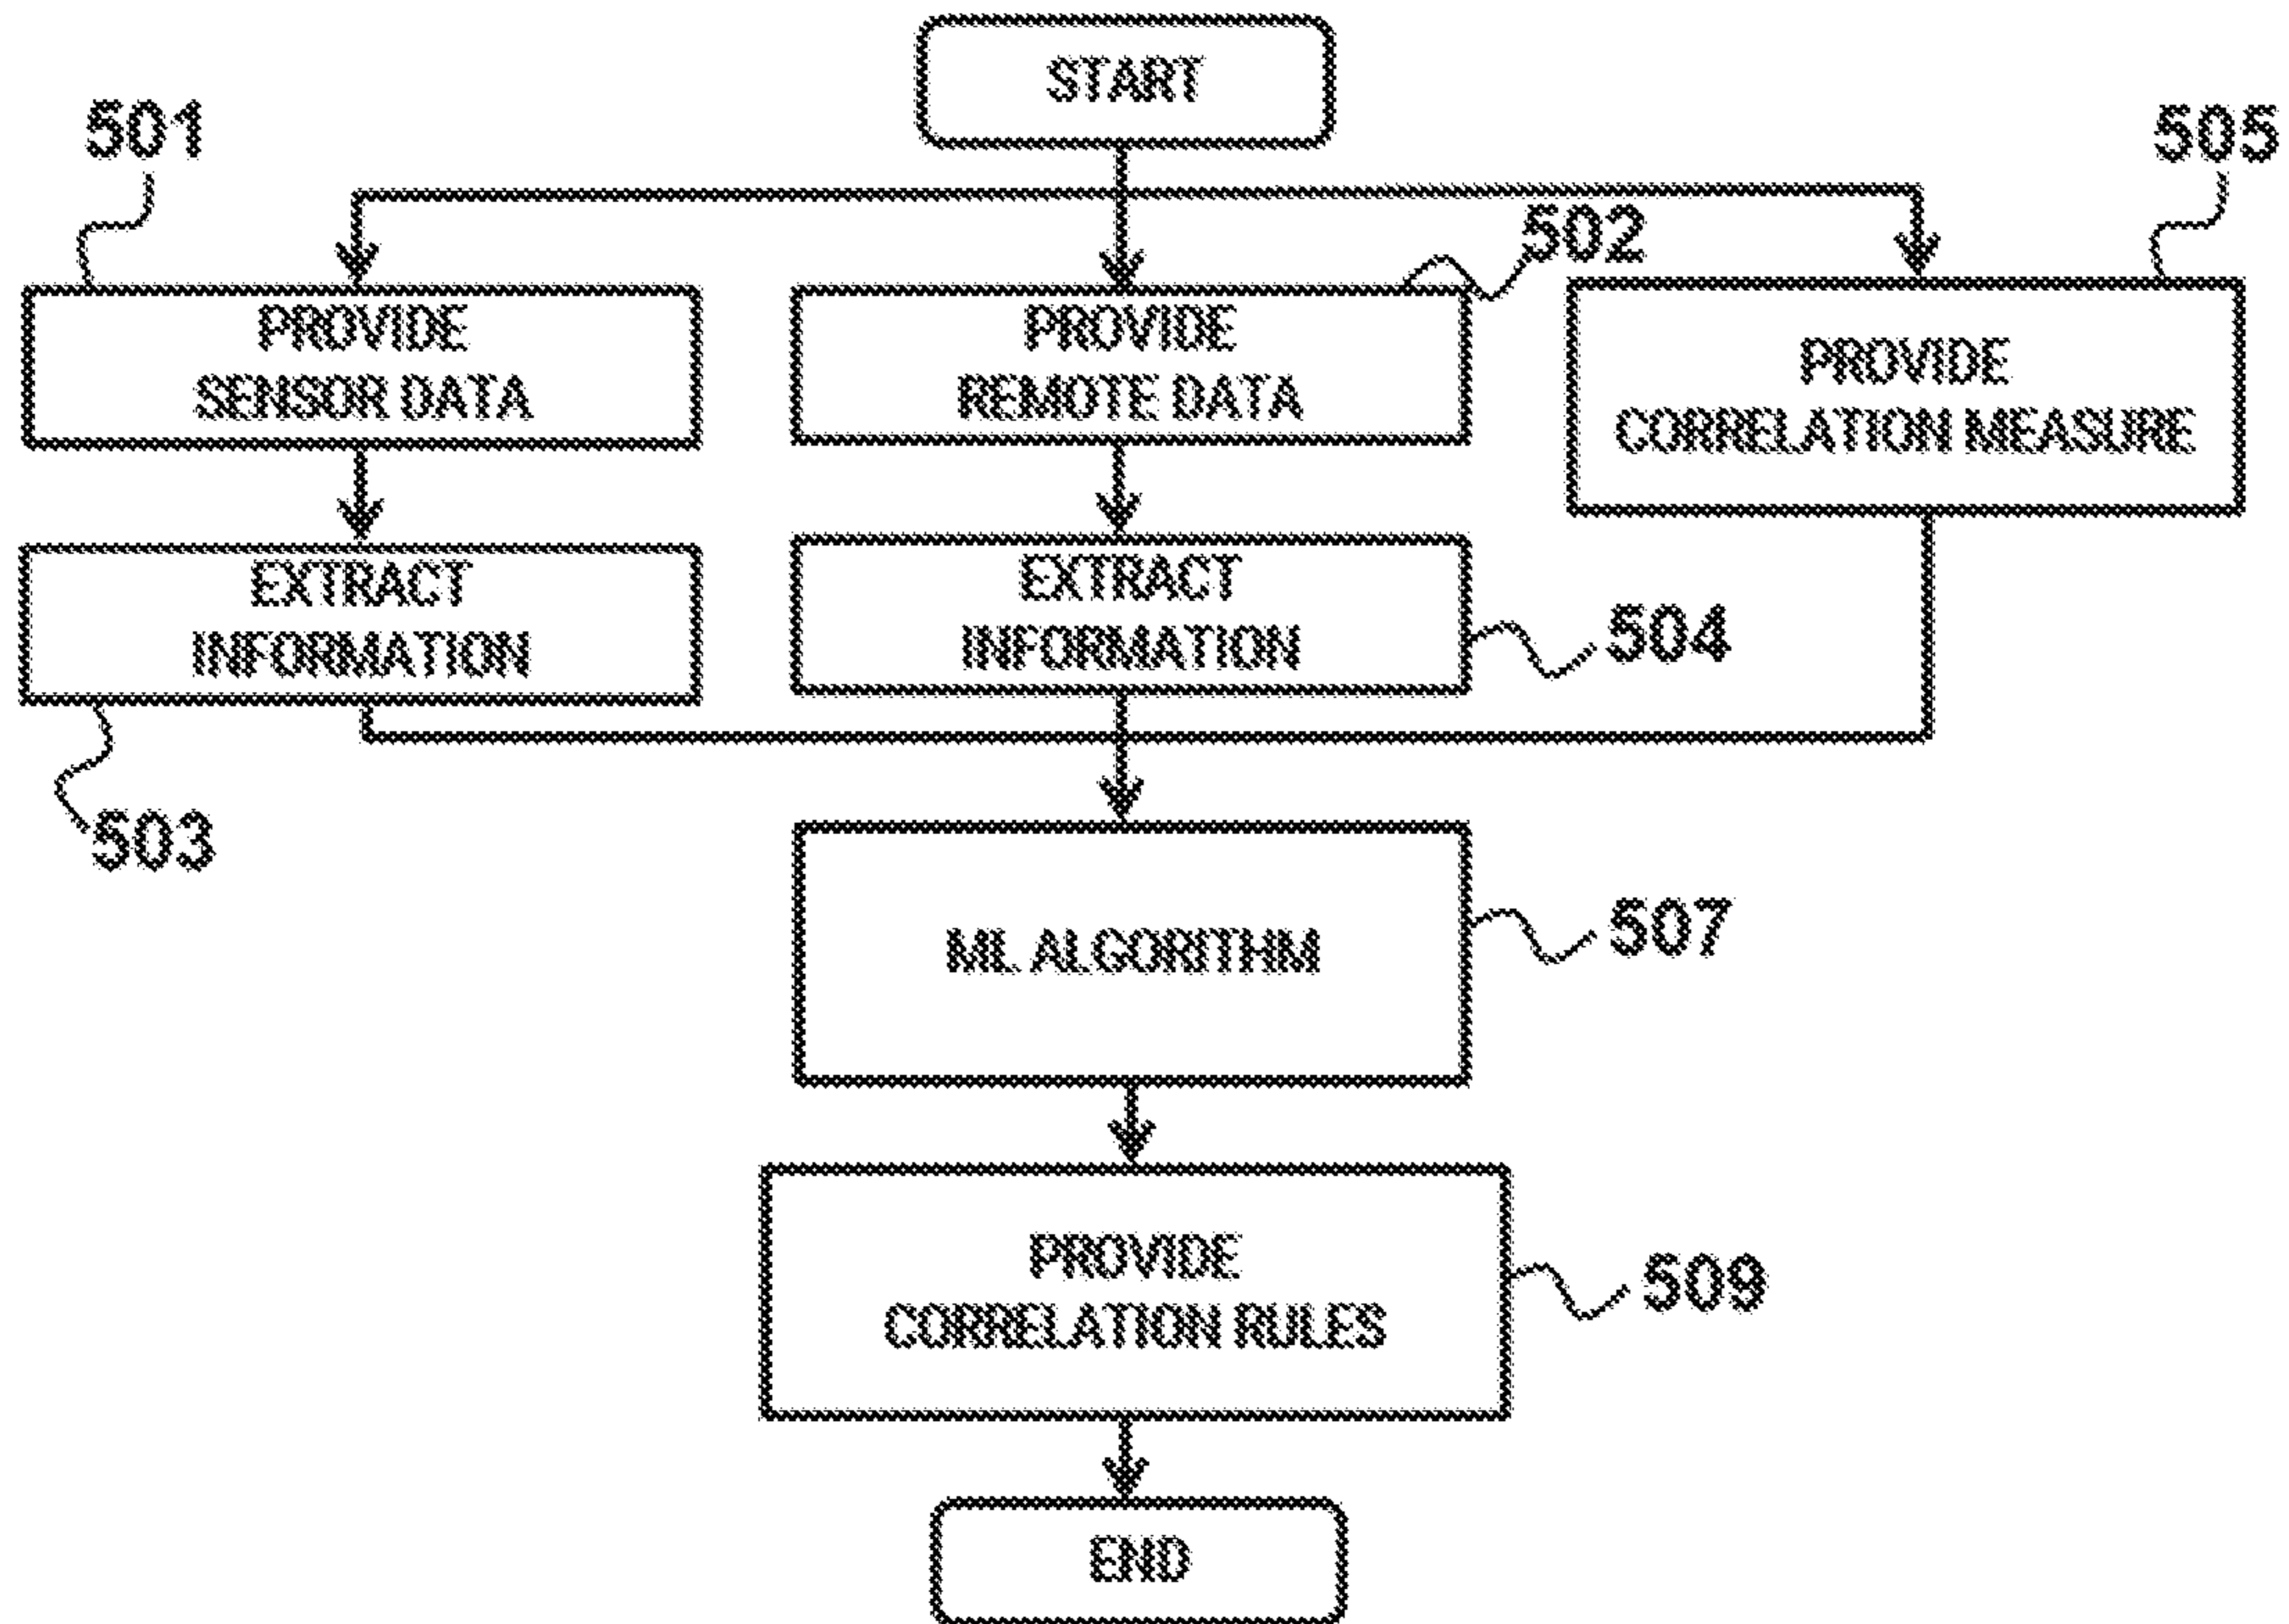 START
501
505
502
PROVIDE
SENSOR DATA
PROVIDE
REMOTE DATA
PROVIDE
CORRELATION MEASURE
EXTRACT
INFORMATION
EXTRACT
INFORMATION
504
503
ML ALGORITHM
507
PROVIDE
CORRELATION RULES
509
END